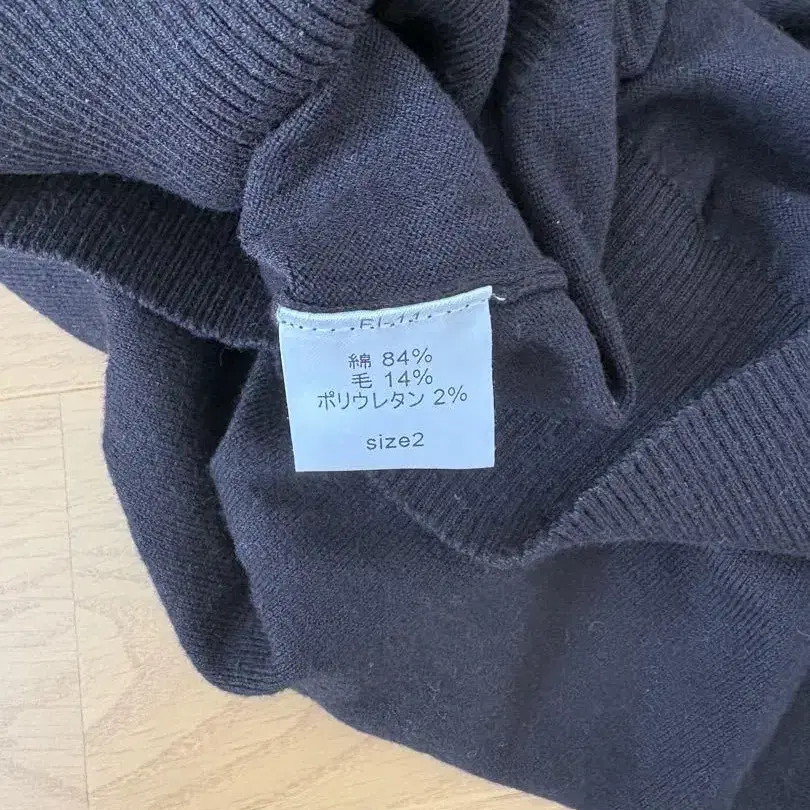 綿 84%
毛 14%
ポリウレタン 2%
size2